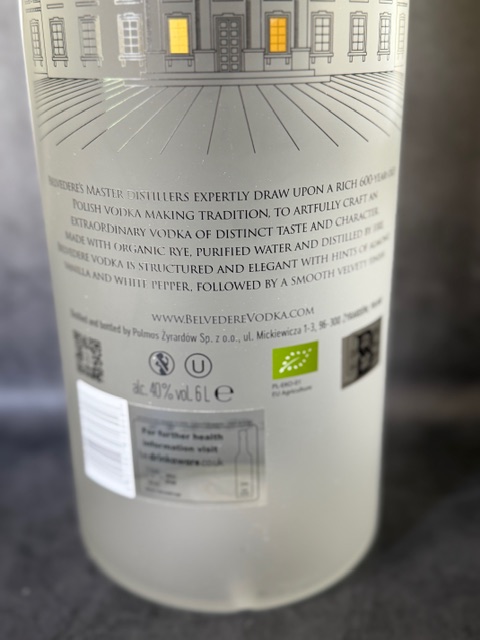 BELVEDERE'S MASTER DISTILLERS EXPERTLY DRAW UPON A RICH 600-YEAR OLD
POLISH VODKA MAKING TRADITION, TO ARTFULLY CRAFT AN
EXTRAORDINARY VODKA OF DISTINCT TASTE AND CHARACTER.
MADE WITH ORGANIC RYE, PURIFIED WATER AND DISTILLED BY FIRE,
BELVEDERE VODKA IS STRUCTURED AND ELEGANT WITH HINTS OF ALMOND,
VANILLA AND WHITE PEPPER, FOLLOWED BY A SMOOTH VELVETY FINISH.
WWW.BELVEDEREVODKA.COM
Distilled and bottled by Polmos Żyrardów Sp. z o.o., ul. Mickiewicza 1-3, 96-300 ŻYRARDÓW,
U
alc. 40% vol. 6 L e
PL-EKO-01
EU Agriculture
For further health
information visit
drinkaware.co.uk